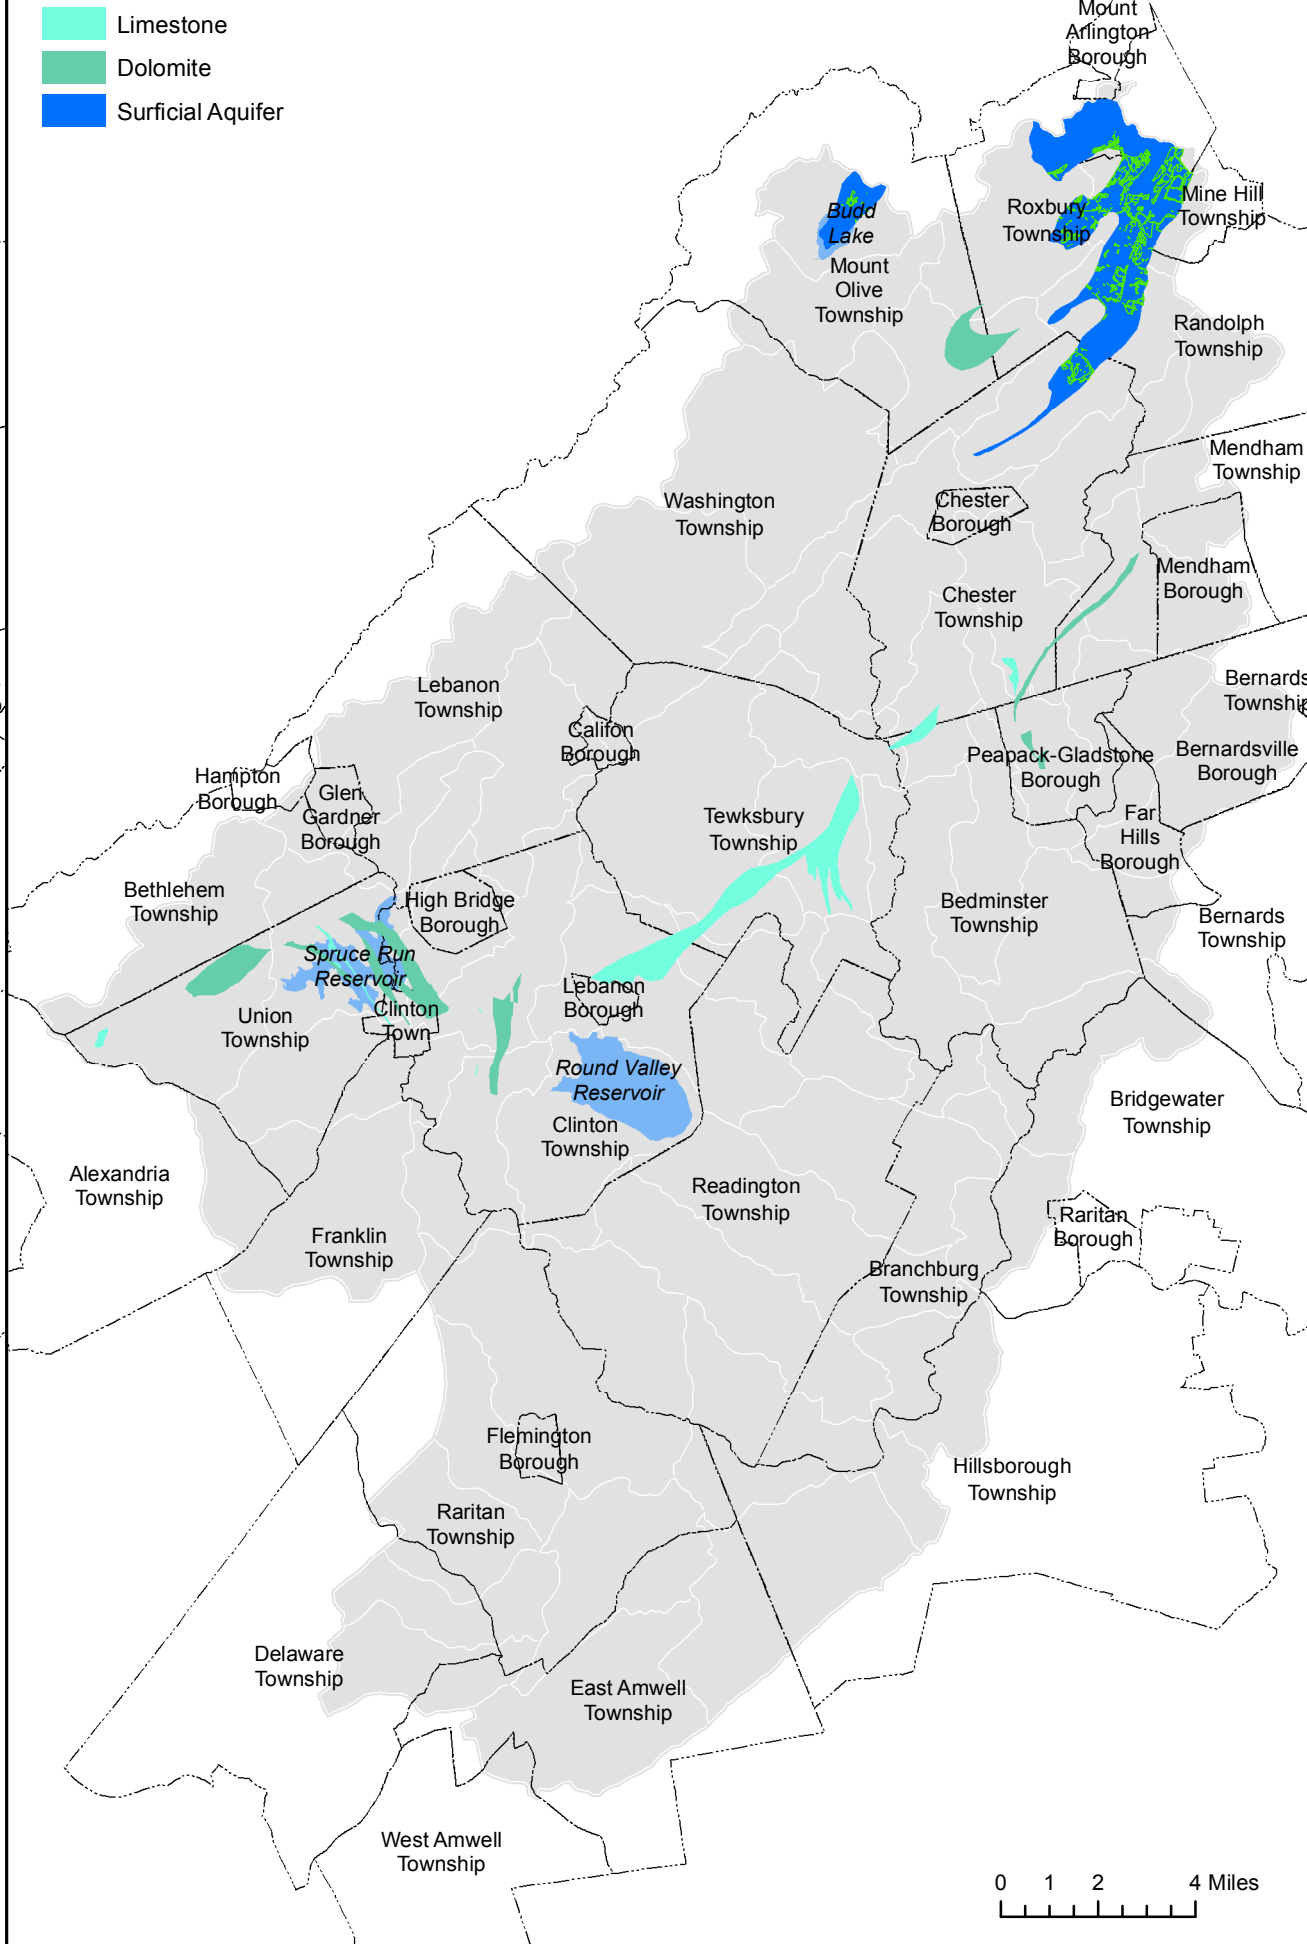 Limestone
Dolomite
Surficial Aquifer
Mount
Arlington
Borough
Budd
Lake
Mount
Olive
Township
Roxbury
Township
Mine Hill
Township
Randolph
Township
Mendham
Township
Washington
Township
Chester
Borough
Mendham
Borough
Chester
Township
Lebanon
Township
Bernards
Township
Califon
Borough
Peapack-Gladstone
Borough
Bernardsville
Borough
Hampton
Borough
Glen
Gardner
Borough
Tewksbury
Township
Far
Hills
Borough
Bethlehem
Township
High Bridge
Borough
Bedminster
Township
Bernards
Township
Spruce Run
Reservoir
Lebanon
Borough
Union
Township
Clinton
Town
Round Valley
Reservoir
Clinton
Township
Bridgewater
Township
Alexandria
Township
Readington
Township
Raritan
Borough
Franklin
Township
Branchburg
Township
Flemington
Borough
Hillsborough
Township
Raritan
Township
Delaware
Township
East Amwell
Township
West Amwell
Township
0 1 2 4 Miles